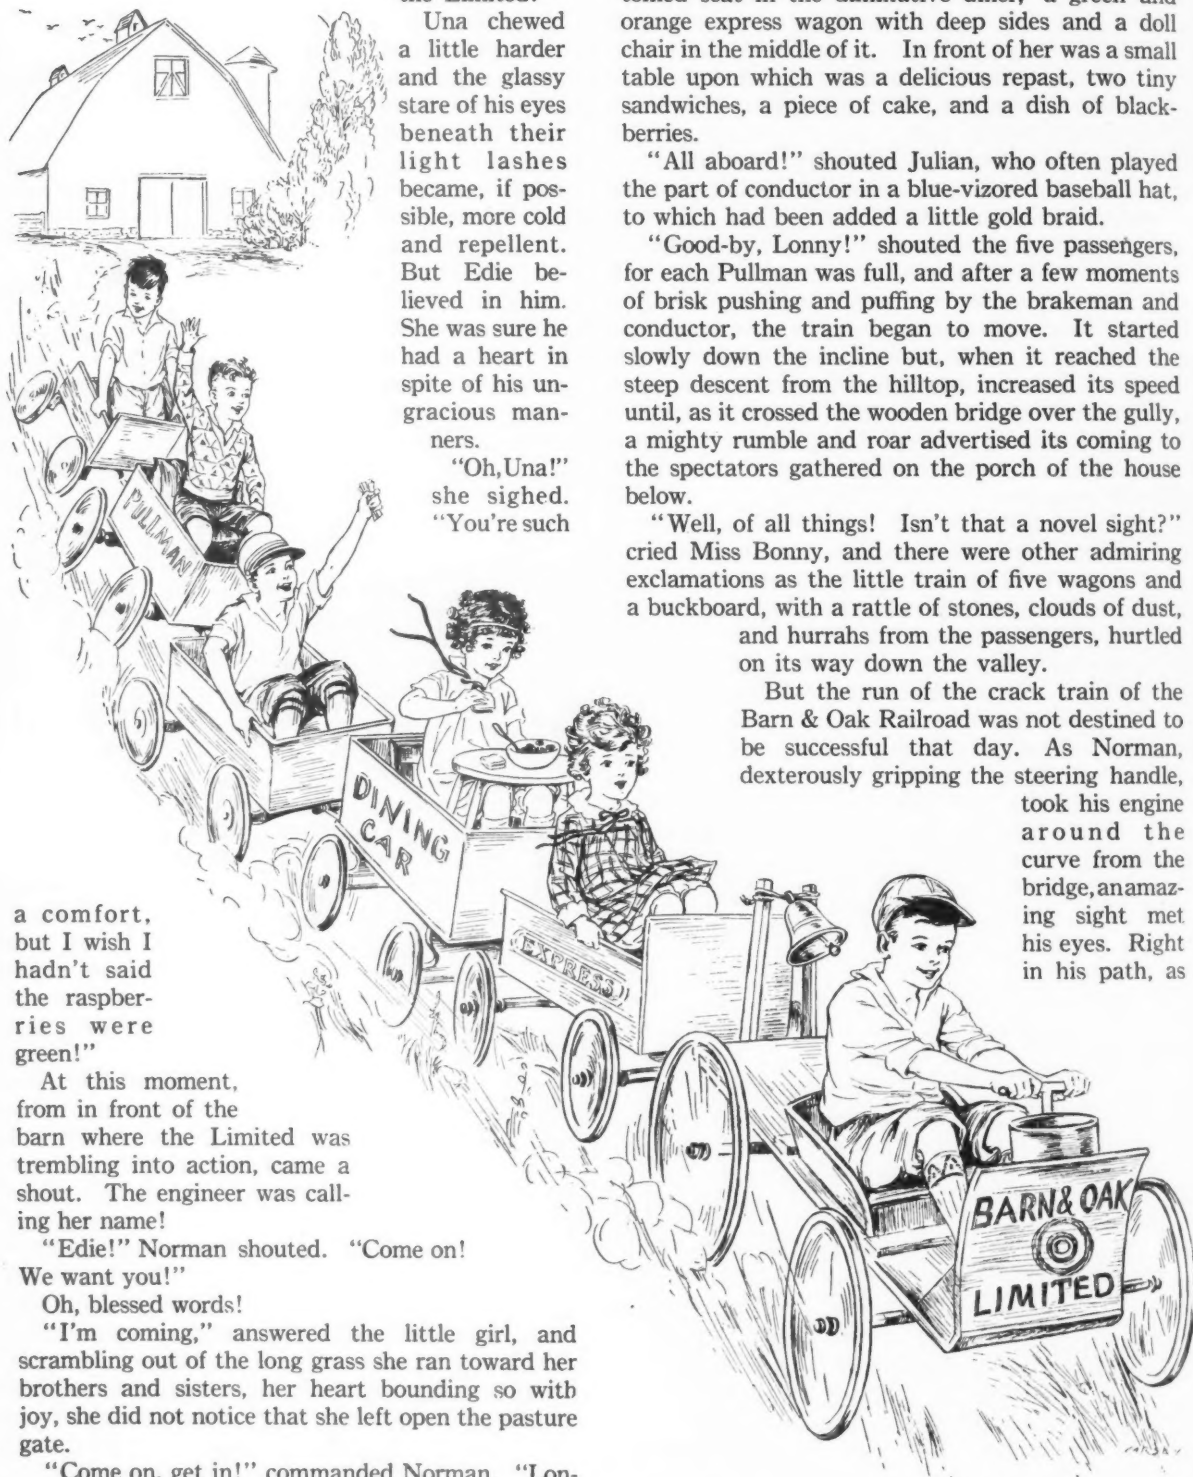 the Limited.
Una chewed
a little harder
and the glassy
stare of his eyes
beneath their
light lashes
became, if pos-
sible, more cold
and repellent.
But Edie be-
lieved in him.
She was sure he
had a heart in
spite of his un-
gracious man-
ners.
"Oh, Una!"
she sighed.
"You're such
a comfort,
but I wish I
hadn't said
the raspber-
ries were
green!"
At this moment,
from in front of the
barn where the Limited was
trembling into action, came a
shout. The engineer was call-
ing her name!
"Edie!" Norman shouted. "Come on!
We want you!"
Oh, blessed words!
"I'm coming," answered the little girl, and
scrambling out of the long grass she ran toward her
brothers and sisters, her heart bounding so with
joy, she did not notice that she left open the pasture
gate.
"Come on, get in!" commanded Norman. "Lon-
tomed seat in the diminutive diner, a green and
orange express wagon with deep sides and a doll
chair in the middle of it. In front of her was a small
table upon which was a delicious repast, two tiny
sandwiches, a piece of cake, and a dish of black-
berries.
"All aboard!" shouted Julian, who often played
the part of conductor in a blue-vizored baseball hat,
to which had been added a little gold braid.
"Good-by, Lonny!" shouted the five passengers,
for each Pullman was full, and after a few moments
of brisk pushing and puffing by the brakeman and
conductor, the train began to move. It started
slowly down the incline but, when it reached the
steep descent from the hilltop, increased its speed
until, as it crossed the wooden bridge over the gully,
a mighty rumble and roar advertised its coming to
the spectators gathered on the porch of the house
below.
"Well, of all things! Isn't that a novel sight?"
cried Miss Bonny, and there were other admiring
exclamations as the little train of five wagons and
a buckboard, with a rattle of stones, clouds of dust,
and hurrahs from the passengers, hurtled
on its way down the valley.
But the run of the crack train of the
Barn & Oak Railroad was not destined to
be successful that day. As Norman,
dexterously gripping the steering handle,
took his engine
around the
curve from the
bridge, an amaz-
ing sight met
his eyes. Right
in his path, as
PULLMAN
DINING
CAR
EXPRESS
BARN & OAK
LIMITED